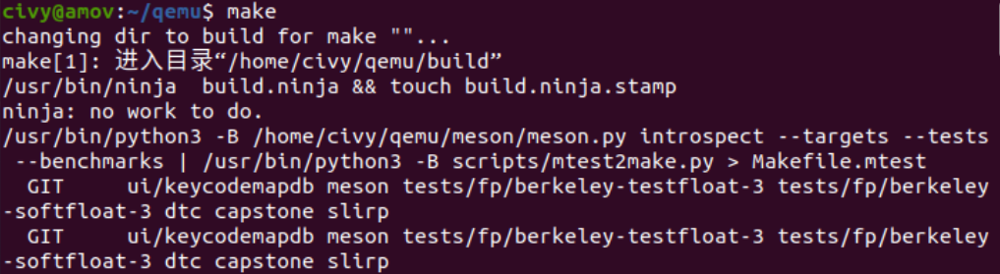 civy@amov:~/qemu$ make
changing dir to build for make ""...
make[1]: 进入目录“/home/civy/qemu/build”
/usr/bin/ninja  build.ninja && touch build.ninja.stamp
ninja: no work to do.
/usr/bin/python3 -B /home/civy/qemu/meson/meson.py introspect --targets --tests
 --benchmarks | /usr/bin/python3 -B scripts/mtest2make.py > Makefile.mtest
  GIT     ui/keycodemapdb meson tests/fp/berkeley-testfloat-3 tests/fp/berkeley
-softfloat-3 dtc capstone slirp
  GIT     ui/keycodemapdb meson tests/fp/berkeley-testfloat-3 tests/fp/berkeley
-softfloat-3 dtc capstone slirp